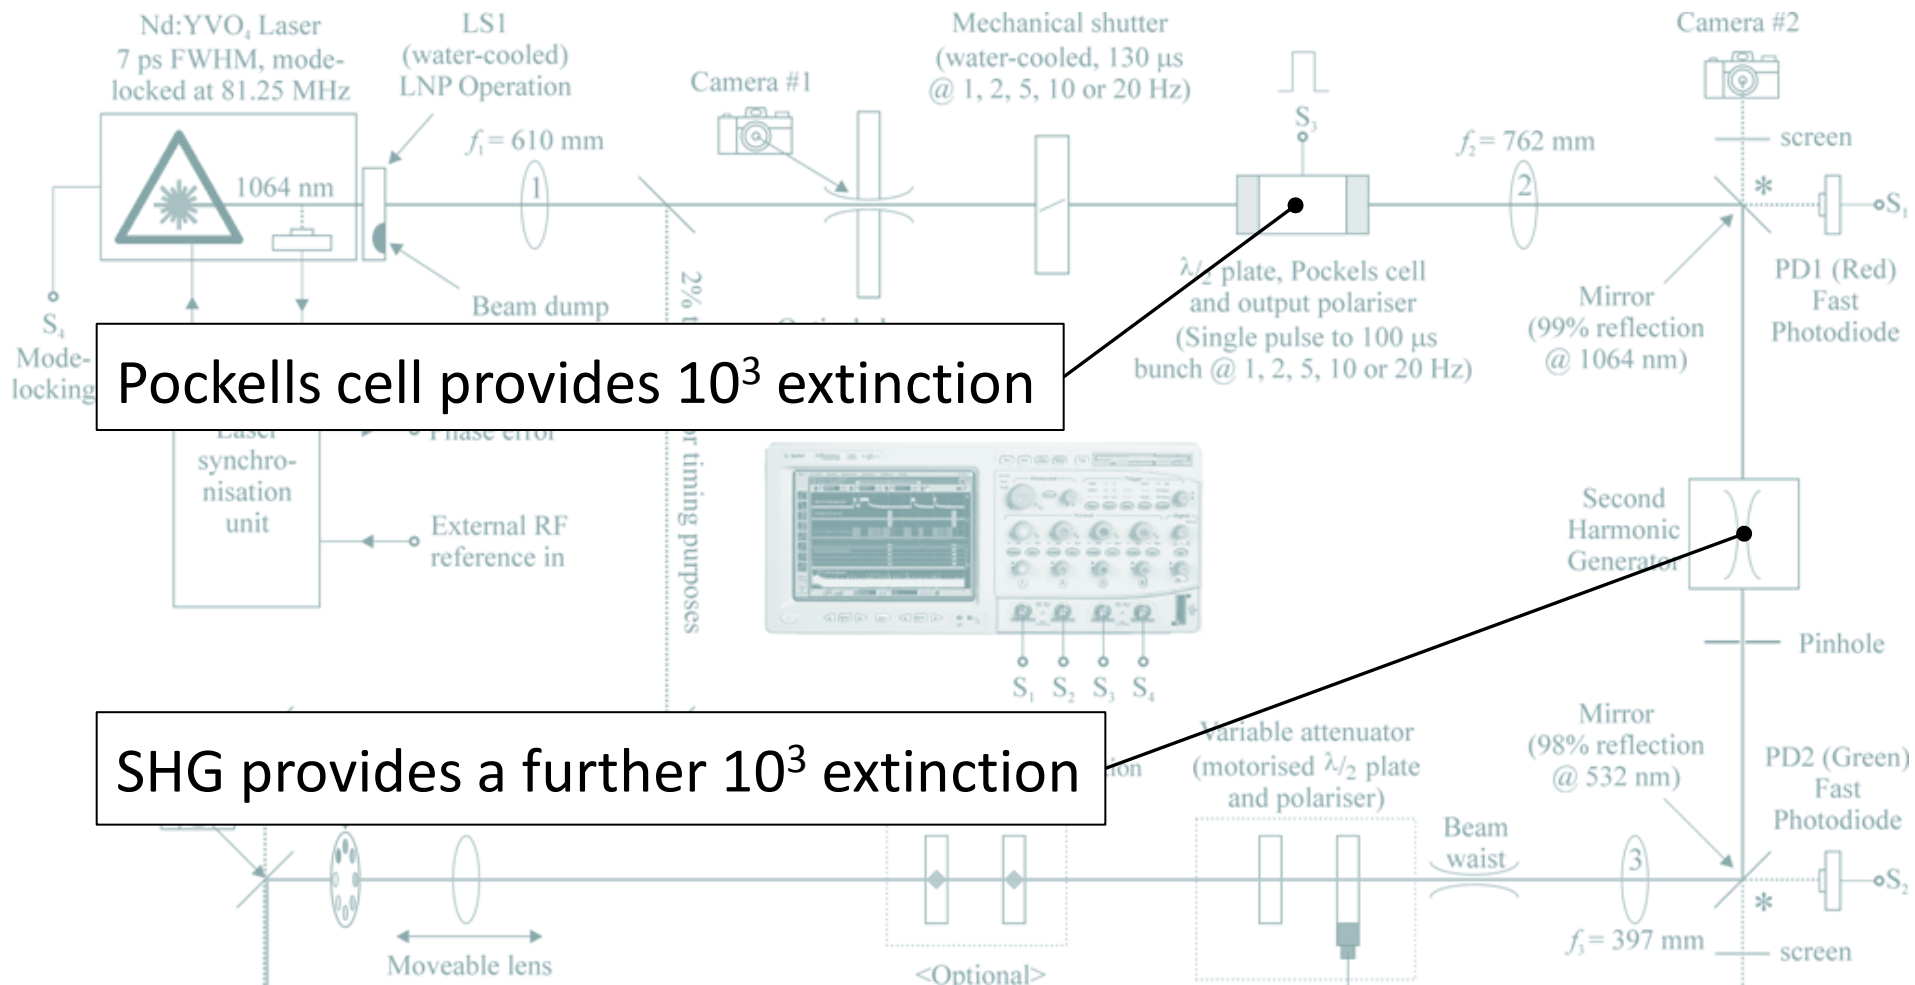 Nd:YVO₄ Laser
7 ps FWHM, mode-
locked at 81.25 MHz
LS1
(water-cooled)
LNP Operation
Camera #1
Mechanical shutter
(water-cooled, 130 μs
@ 1, 2, 5, 10 or 20 Hz)
S₃
Camera #2
screen
f₁ = 610 mm
f₂ = 762 mm
1064 nm
1
2
*
S₁
Beam dump
λ/2 plate, Pockels cell
and output polariser
(Single pulse to 100 μs
bunch @ 1, 2, 5, 10 or 20 Hz)
Mirror
(99% reflection
@ 1064 nm)
PD1 (Red)
Fast
Photodiode
S₄
Mode-
locking
Pockells cell provides 10³ extinction
Phase error
Laser
synchro-
nisation
unit
External RF
reference in
2%
timing purposes
Second
Harmonic
Generator
Pinhole
S₁ S₂ S₃ S₄
SHG provides a further 10³ extinction
Variable attenuator
(motorised λ/2 plate
and polariser)
Mirror
(98% reflection
@ 532 nm)
PD2 (Green)
Fast
Photodiode
Beam
waist
3
S₂
*
f₃ = 397 mm
screen
Moveable lens
<Optional>